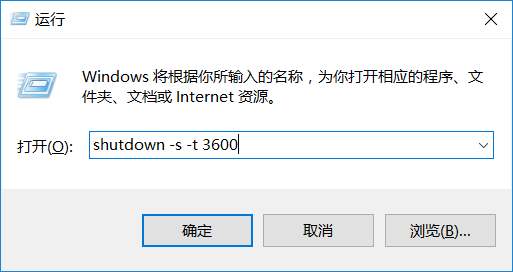 运行
Windows 将根据你所输入的名称，为你打开相应的程序、文
件夹、文档或 Internet 资源。
打开(O): shutdown -s -t 3600
确定 取消 浏览(B)...